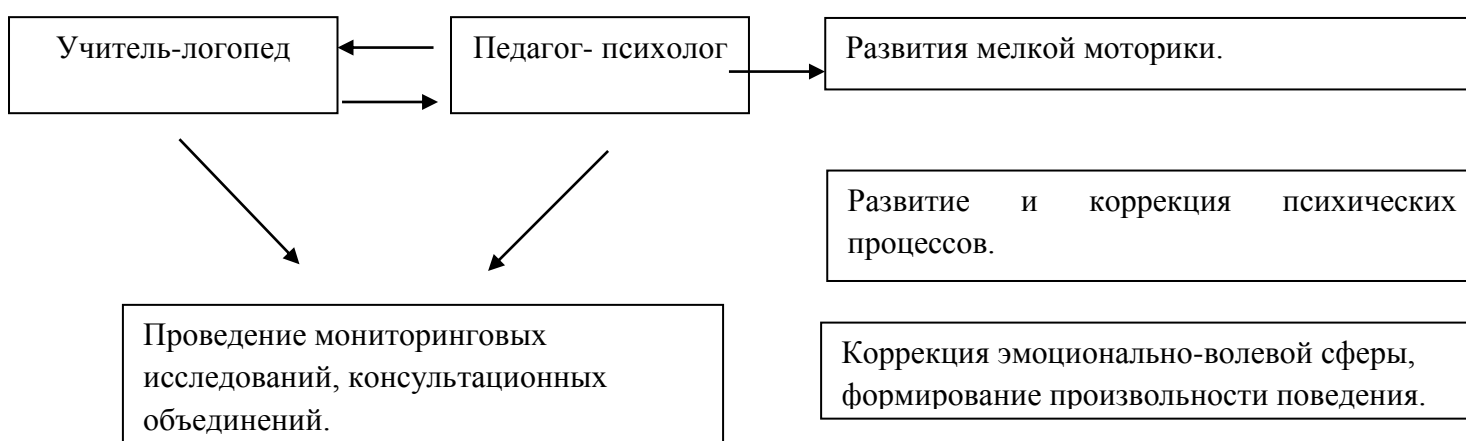 Учитель-логопед
Педагог- психолог
Развития мелкой моторики.
Развитие и коррекция психических
процессов.
Проведение мониторинговых
исследований, консультационных
объединений.
Коррекция эмоционально-волевой сферы,
формирование произвольности поведения.